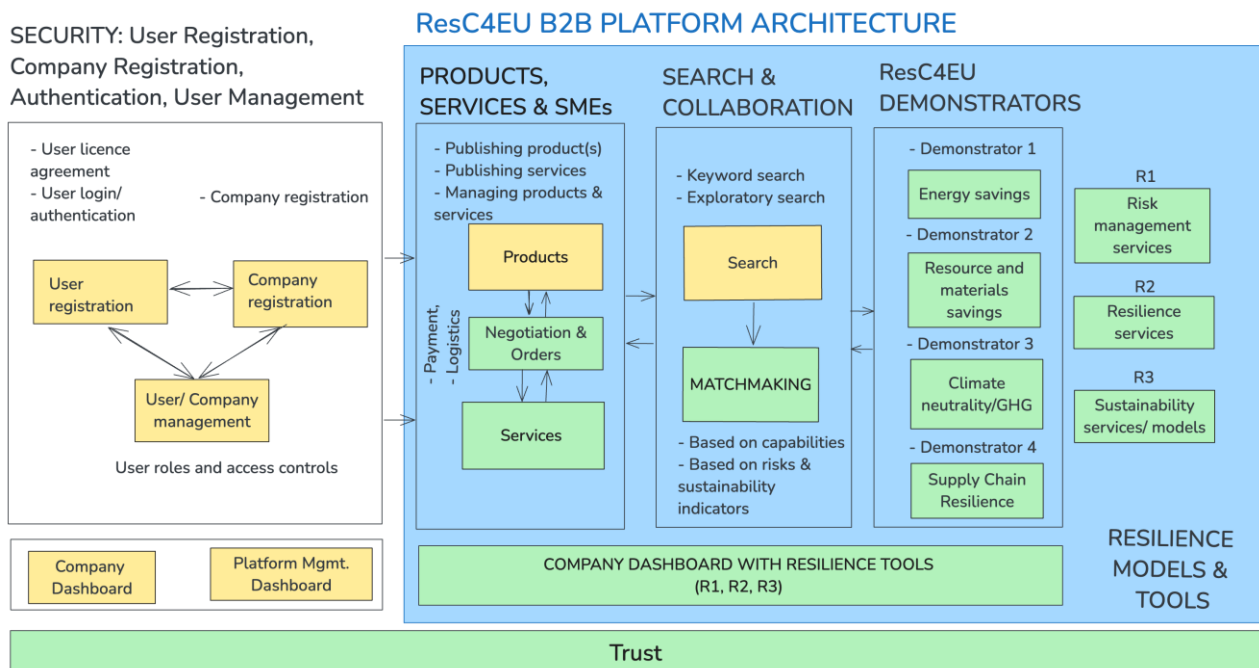 ResC4EU B2B PLATFORM ARCHITECTURE
SECURITY: User Registration,
Company Registration,
Authentication, User Management
- User licence
agreement
- User login/
authentication
- Company registration
User
registration
Company
registration
User/ Company
management
User roles and access controls
Company
Dashboard
Platform Mgmt.
Dashboard
PRODUCTS,
SERVICES & SMEs
- Publishing product(s)
- Publishing services
- Managing products &
services
Products
- Payment,
- Logistics
Negotiation &
Orders
Services
SEARCH &
COLLABORATION
- Keyword search
- Exploratory search
Search
MATCHMAKING
- Based on capabilities
- Based on risks &
sustainability
indicators
ResC4EU
DEMONSTRATORS
- Demonstrator 1
Energy savings
- Demonstrator 2
Resource and
materials
savings
- Demonstrator 3
Climate
neutrality/GHG
- Demonstrator 4
Supply Chain
Resilience
R1
Risk
management
services
R2
Resilience
services
R3
Sustainability
services/ models
RESILIENCE
MODELS &
TOOLS
COMPANY DASHBOARD WITH RESILIENCE TOOLS
(R1, R2, R3)
Trust